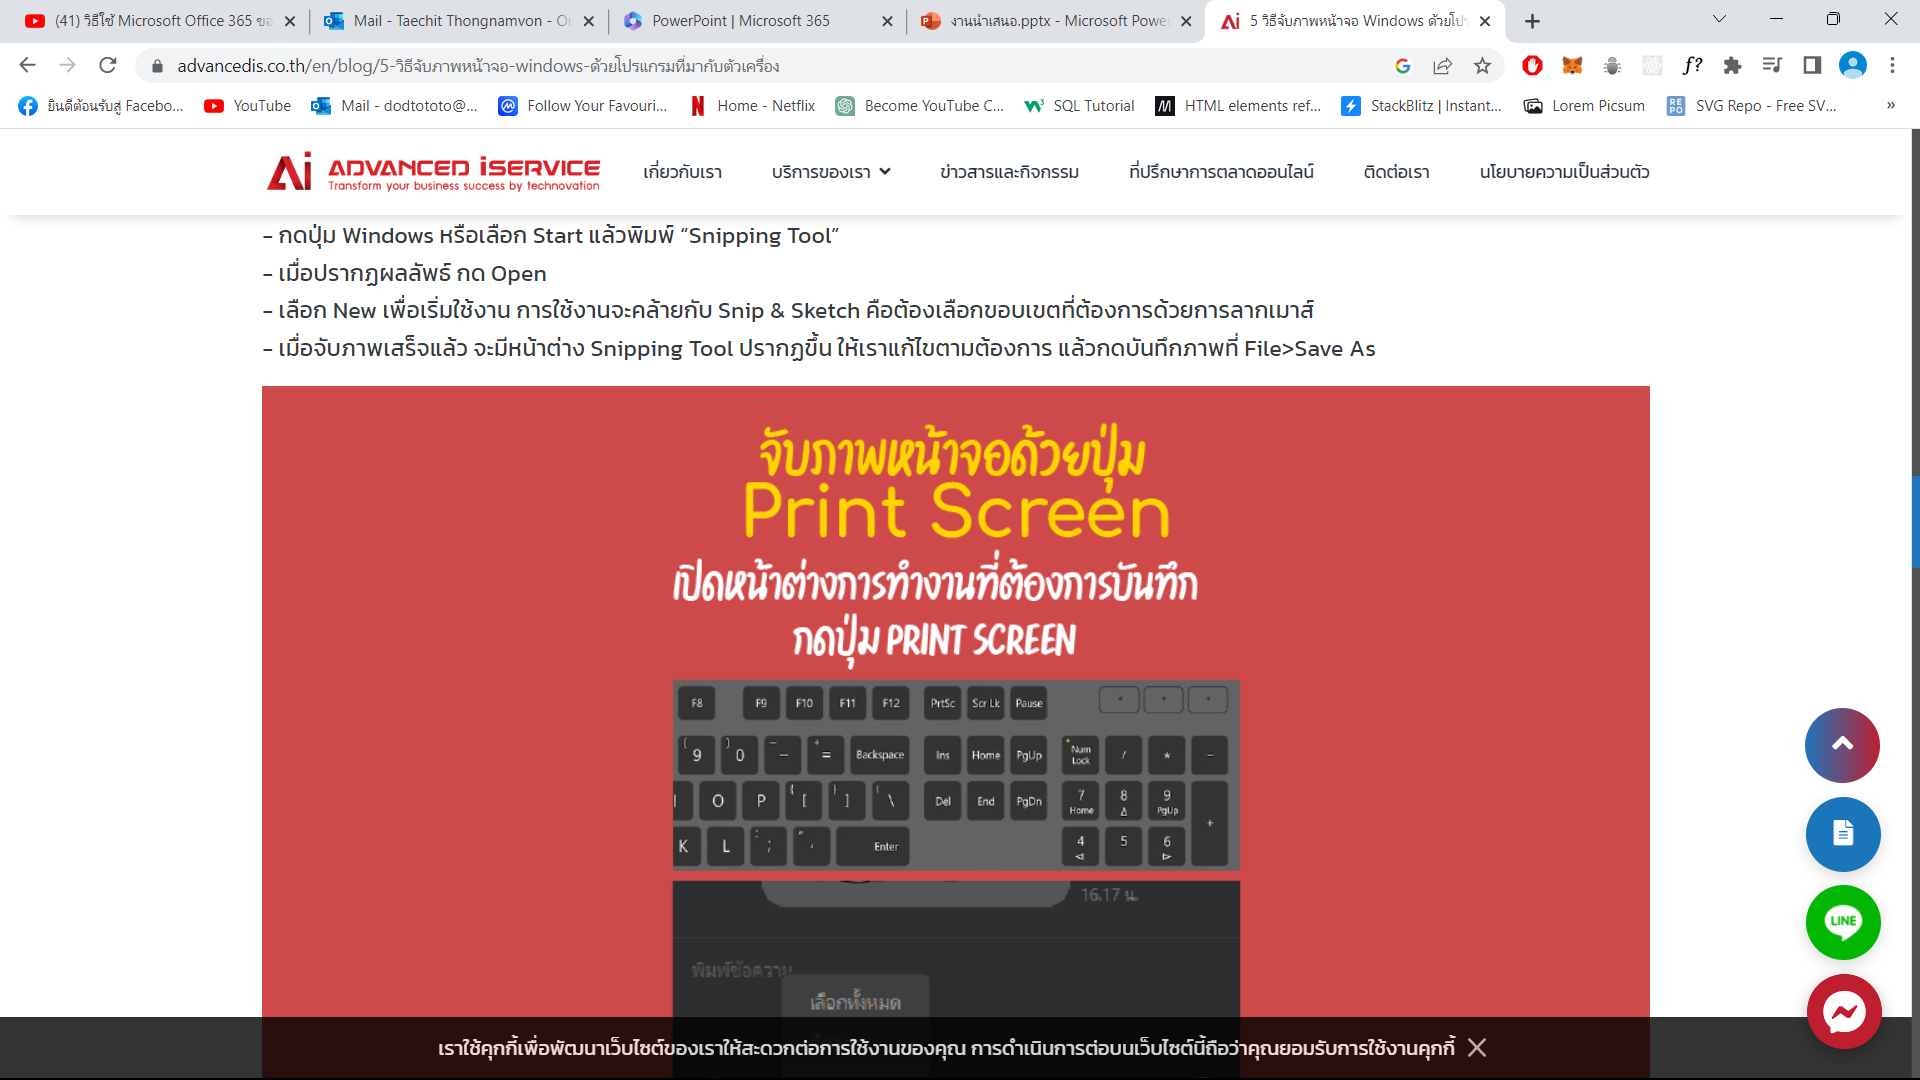 (41) วิธีใช้ Microsoft Office 365 ขอ
Mail - Taechit Thongnamvon - Ou
PowerPoint | Microsoft 365
งานนำเสนอ.pptx - Microsoft Power
5 วิธีจับภาพหน้าจอ Windows ด้วยโปร
advancedis.co.th/en/blog/5-วิธีจับภาพหน้าจอ-windows-ด้วยโปรแกรมที่มากับตัวเครื่อง
ยินดีต้อนรับสู่ Facebo...
YouTube
Mail - dodtototo@...
Follow Your Favouri...
Home - Netflix
Become YouTube C...
SQL Tutorial
HTML elements ref...
StackBlitz | Instant...
Lorem Picsum
SVG Repo - Free SV...
»
Ai ADVANCED iSERVICE
Transform your business success by technovation
เกี่ยวกับเรา
บริการของเรา
ข่าวสารและกิจกรรม
ที่ปรึกษาการตลาดออนไลน์
ติดต่อเรา
นโยบายความเป็นส่วนตัว
- กดปุ่ม Windows หรือเลือก Start แล้วพิมพ์ “Snipping Tool”
- เมื่อปรากฏผลลัพธ์ กด Open
- เลือก New เพื่อเริ่มใช้งาน การใช้งานจะคล้ายกับ Snip & Sketch คือต้องเลือกขอบเขตที่ต้องการด้วยการลากเมาส์
- เมื่อจับภาพเสร็จแล้ว จะมีหน้าต่าง Snipping Tool ปรากฏขึ้น ให้เราแก้ไขตามต้องการ แล้วกดบันทึกภาพที่ File>Save As
จับภาพหน้าจอด้วยปุ่ม
Print Screen
เปิดหน้าต่างการทำงานที่ต้องการบันทึก
กดปุ่ม PRINT SCREEN
F8 F9 F10 F11 F12 PrtSc Scr Lk Pause
( 9 ) 0 _ - + = Backspace Ins Home PgUp Num Lock / * -
I O P { [ } ] | \ Del End PgDn 7 Home 8 9 PgUp +
K L : ; " ' Enter 4 5 6
16.17 น.
พิมพ์ข้อความ
เลือกทั้งหมด
LINE
เราใช้คุกกี้เพื่อพัฒนาเว็บไซต์ของเราให้สะดวกต่อการใช้งานของคุณ การดำเนินการต่อบนเว็บไซต์นี้ถือว่าคุณยอมรับการใช้งานคุกกี้